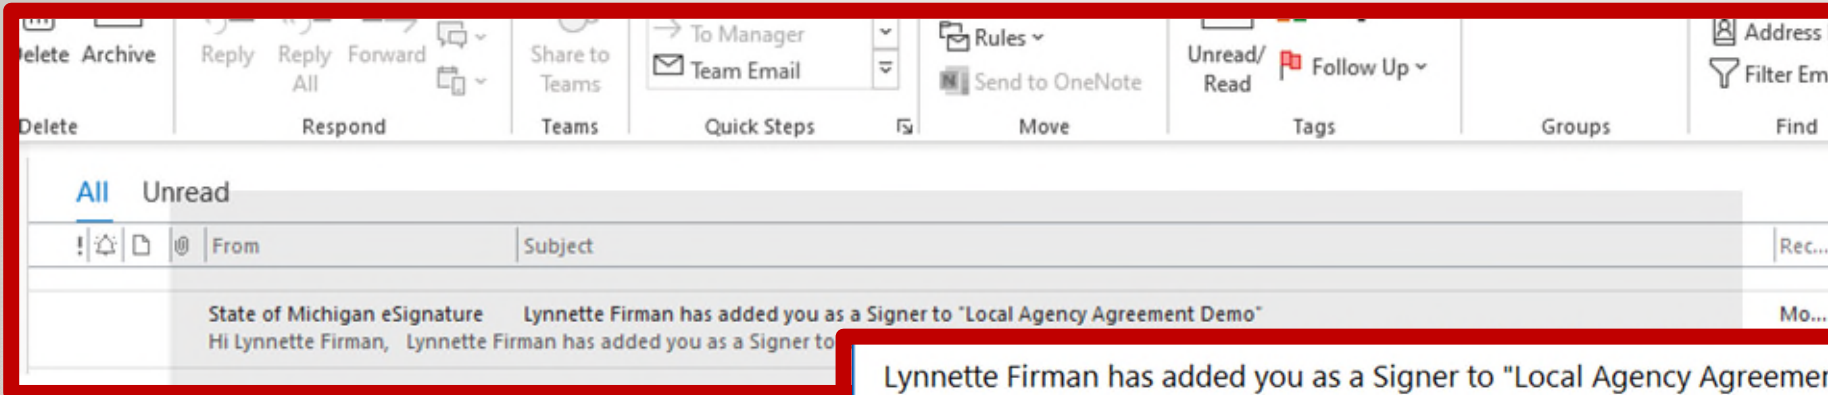 Delete Archive Reply Reply All Forward Share to Teams To Manager Rules Unread/ Read Address
Team Email Send to OneNote Follow Up Filter Em
Delete Respond Teams Quick Steps Move Tags Groups Find
All Unread
! From Subject Rec...
State of Michigan eSignature Lynnette Firman has added you as a Signer to "Local Agency Agreement Demo" Mo...
Hi Lynnette Firman, Lynnette Firman has added you as a Signer to
Lynnette Firman has added you as a Signer to "Local Agency Agreemen